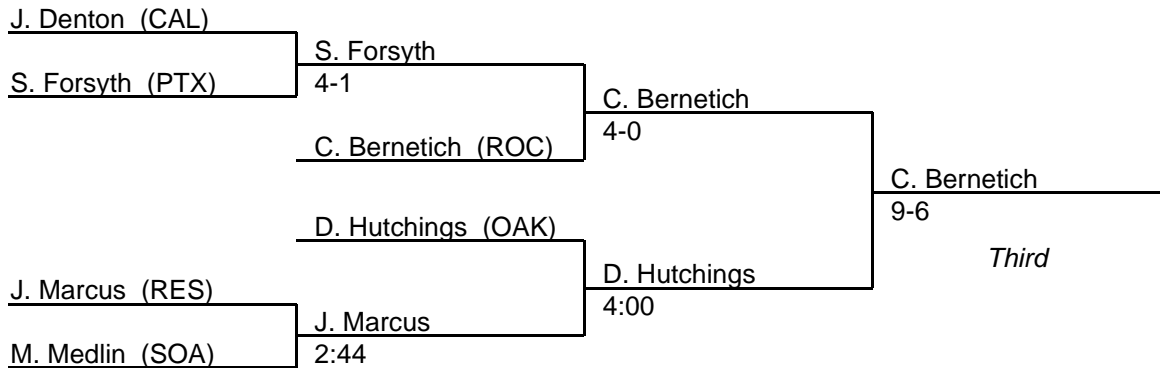 J. Denton (CAL)
S. Forsyth
S. Forsyth (PTX)
4-1
C. Bernetich
4-0
C. Bernetich (ROC)
C. Bernetich
9-6
D. Hutchings (OAK)
Third
D. Hutchings
J. Marcus (RES)
4:00
J. Marcus
M. Medlin (SOA)
2:44